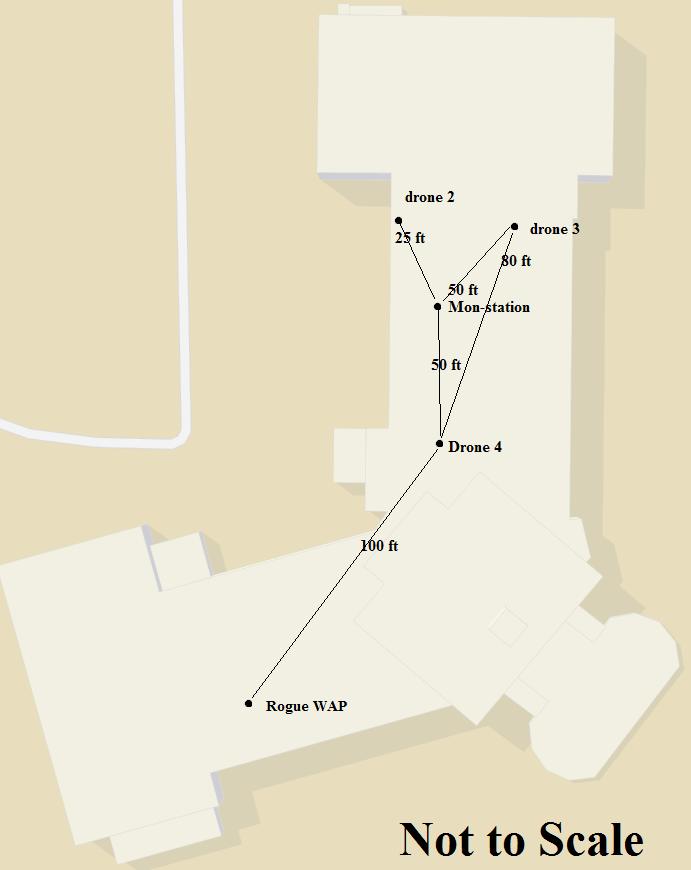 drone 2
25 ft
drone 3
80 ft
50 ft
Mon-station
50 ft
Drone 4
100 ft
Rogue WAP
Not to Scale